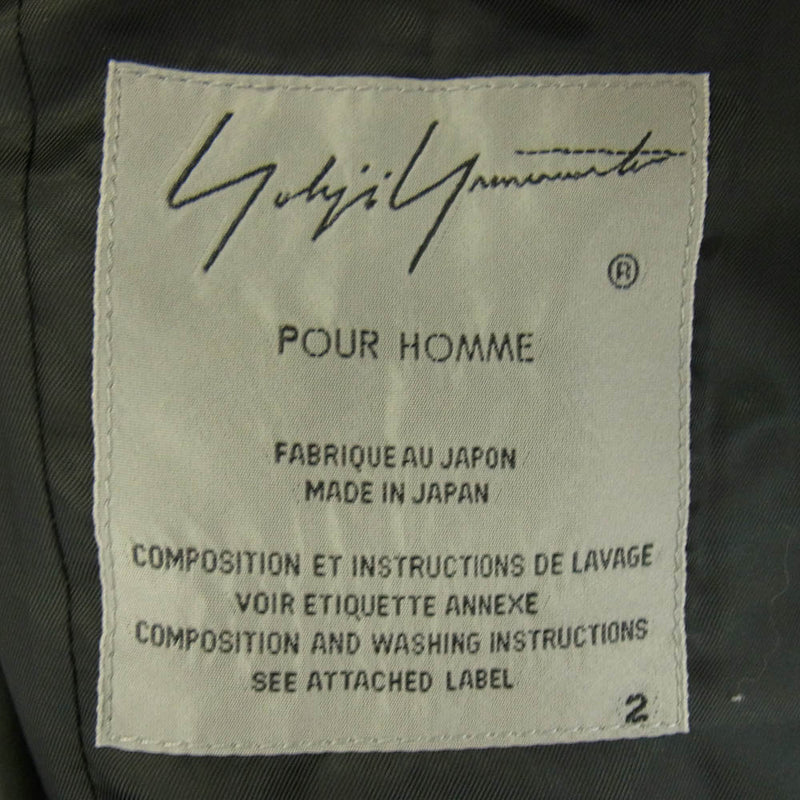 Yohji Yamamoto
®
POUR HOMME
FABRIQUE AU JAPON
MADE IN JAPAN
COMPOSITION ET INSTRUCTIONS DE LAVAGE
VOIR ETIQUETTE ANNEXE
COMPOSITION AND WASHING INSTRUCTIONS
SEE ATTACHED LABEL
2